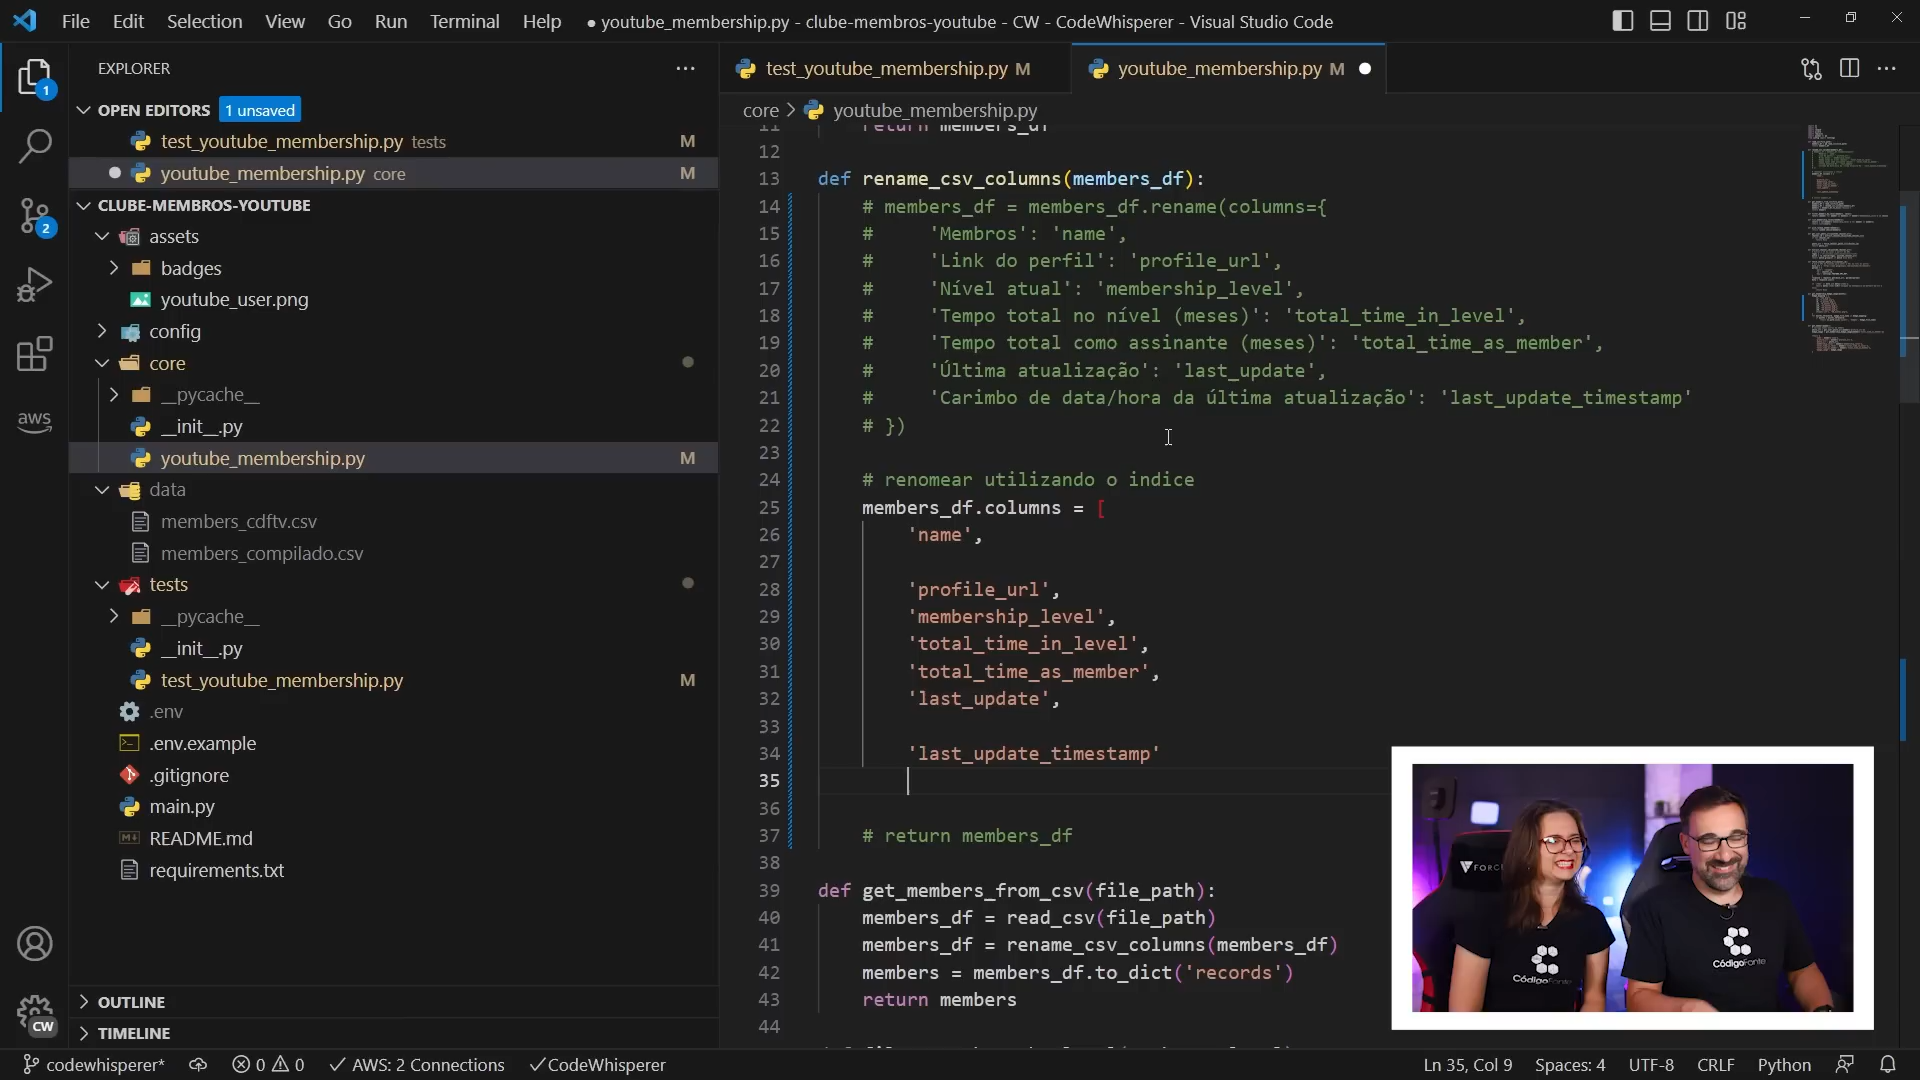 File Edit Selection View Go Run Terminal Help
● youtube_membership.py - clube-membros-youtube - CW - CodeWhisperer - Visual Studio Code
EXPLORER
1
OPEN EDITORS 1 unsaved
test_youtube_membership.py tests M
youtube_membership.py core M
CLUBE-MEMBROS-YOUTUBE
2
assets
badges
youtube_user.png
config
core
__pycache__
__init__.py
youtube_membership.py M
aws
data
members_cdftv.csv
members_compilado.csv
tests
__pycache__
__init__.py
test_youtube_membership.py M
.env
.env.example
.gitignore
main.py
README.md
requirements.txt
OUTLINE
TIMELINE
CW
test_youtube_membership.py M
youtube_membership.py M
core > youtube_membership.py
11 return members_df
12
13 def rename_csv_columns(members_df):
14 # members_df = members_df.rename(columns={
15 # 'Membros': 'name',
16 # 'Link do perfil': 'profile_url',
17 # 'Nível atual': 'membership_level',
18 # 'Tempo total no nível (meses)': 'total_time_in_level',
19 # 'Tempo total como assinante (meses)': 'total_time_as_member',
20 # 'Última atualização': 'last_update',
21 # 'Carimbo de data/hora da última atualização': 'last_update_timestamp'
22 # })
23
24 # renomear utilizando o indice
25 members_df.columns = [
26 'name',
27
28 'profile_url',
29 'membership_level',
30 'total_time_in_level',
31 'total_time_as_member',
32 'last_update',
33
34 'last_update_timestamp'
35
36
37 # return members_df
38
39 def get_members_from_csv(file_path):
40 members_df = read_csv(file_path)
41 members_df = rename_csv_columns(members_df)
42 members = members_df.to_dict('records')
43 return members
44
FORCE
CódigoFonte
CódigoFonte
codewhisperer* 0 0 AWS: 2 Connections CodeWhisperer
Ln 35, Col 9 Spaces: 4 UTF-8 CRLF Python